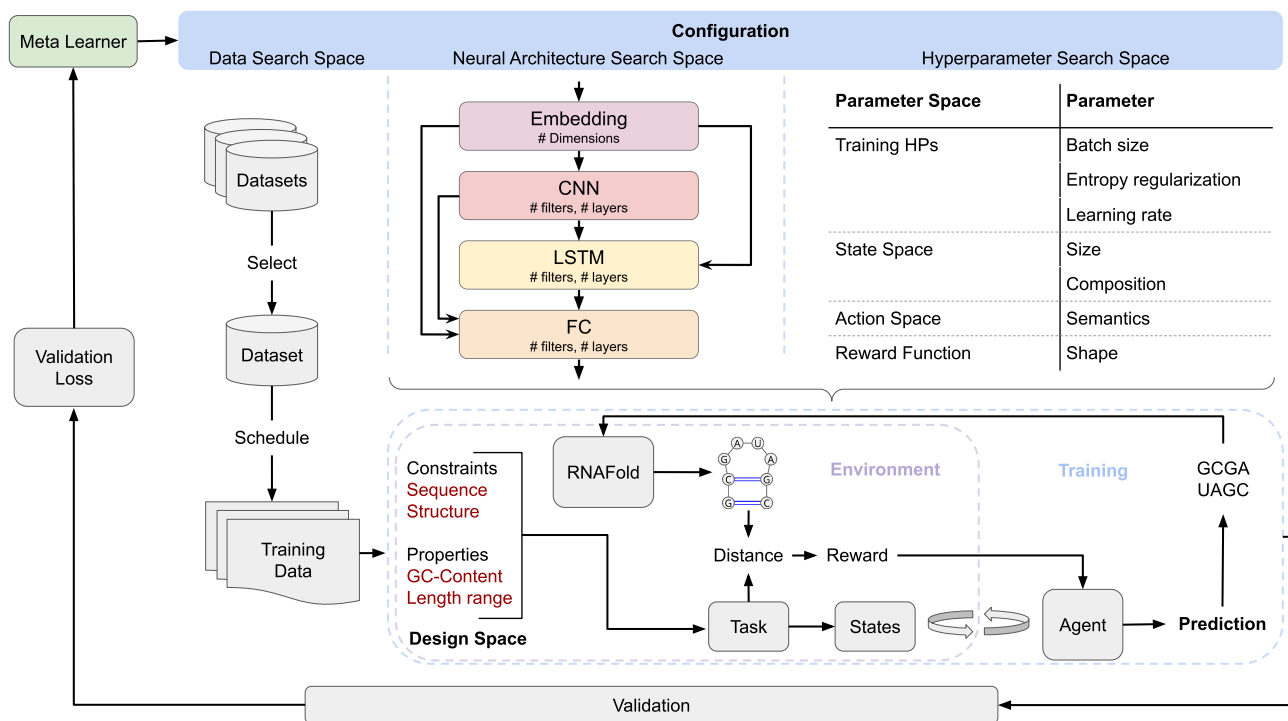 Meta Learner
Configuration
Data Search Space
Neural Architecture Search Space
Hyperparameter Search Space
Datasets
Select
Dataset
Schedule
Training
Data
Validation
Loss
Embedding
# Dimensions
CNN
# filters, # layers
LSTM
# filters, # layers
FC
# filters, # layers
Parameter Space Parameter
Training HPs Batch size
Entropy regularization
Learning rate
State Space Size
Composition
Action Space Semantics
Reward Function Shape
Constraints
Sequence
Structure
Properties
GC-Content
Length range
Design Space
RNAFold
G A U A
C G
G C
Environment
Training
GCGA
UAGC
Distance
Reward
Task
States
Agent
Prediction
Validation